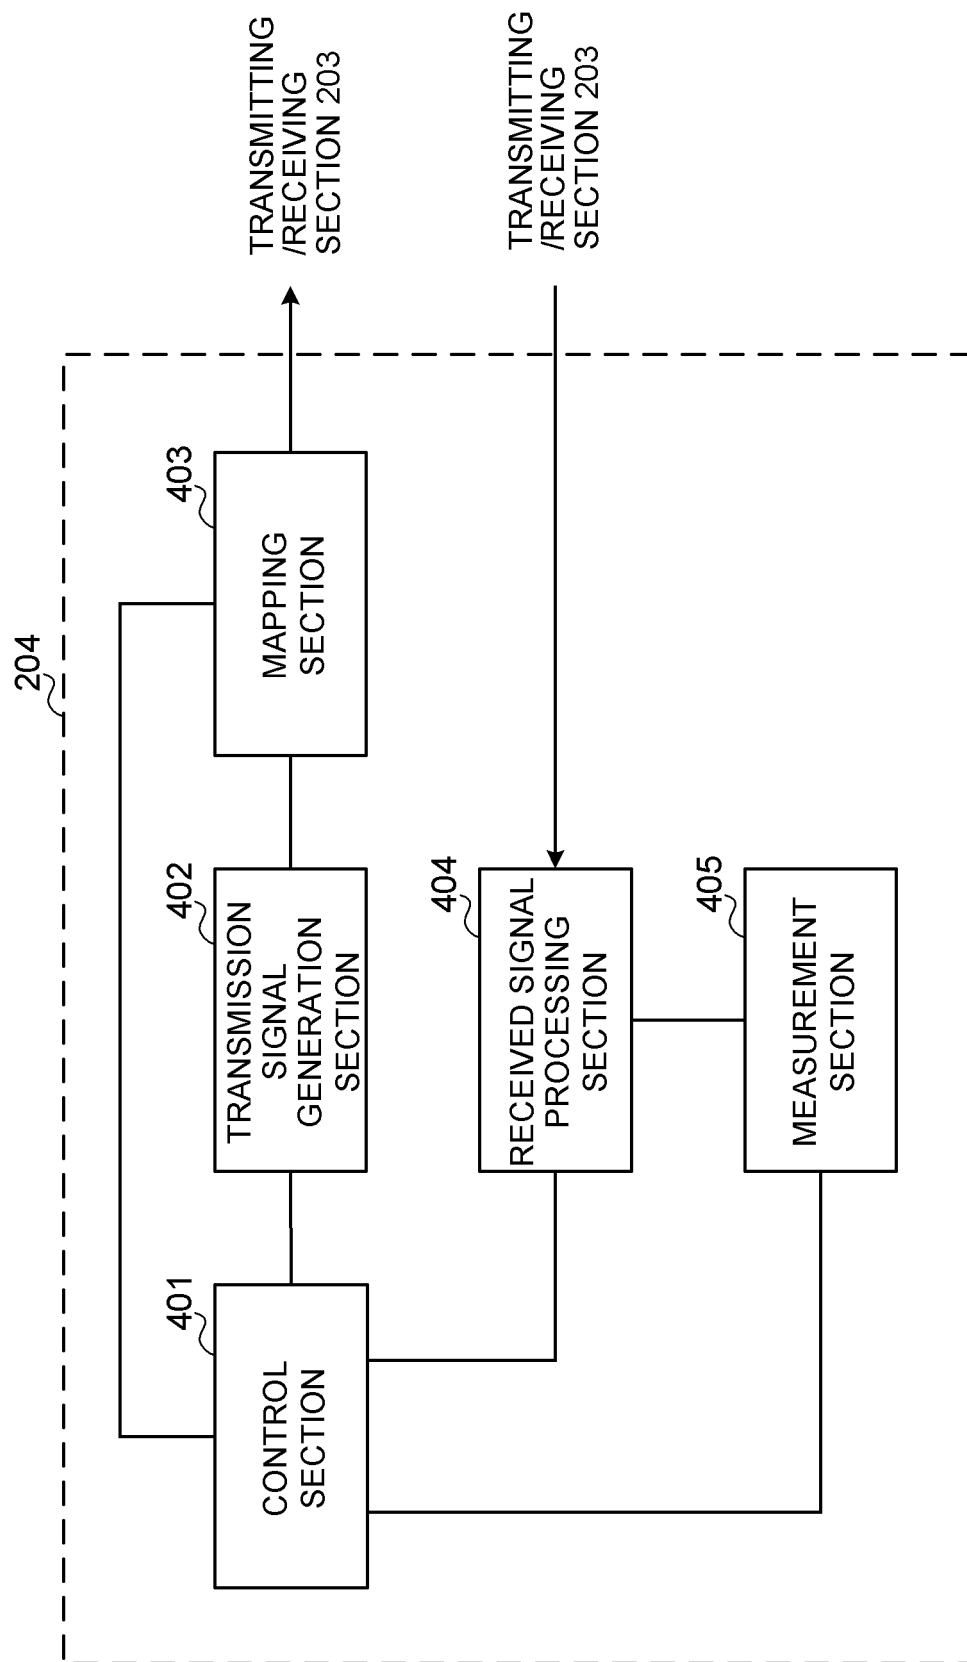 204
401
CONTROL
SECTION
402
TRANSMISSION
SIGNAL
GENERATION
SECTION
403
MAPPING
SECTION
TRANSMITTING
/RECEIVING
SECTION 203
404
RECEIVED SIGNAL
PROCESSING
SECTION
TRANSMITTING
/RECEIVING
SECTION 203
405
MEASUREMENT
SECTION